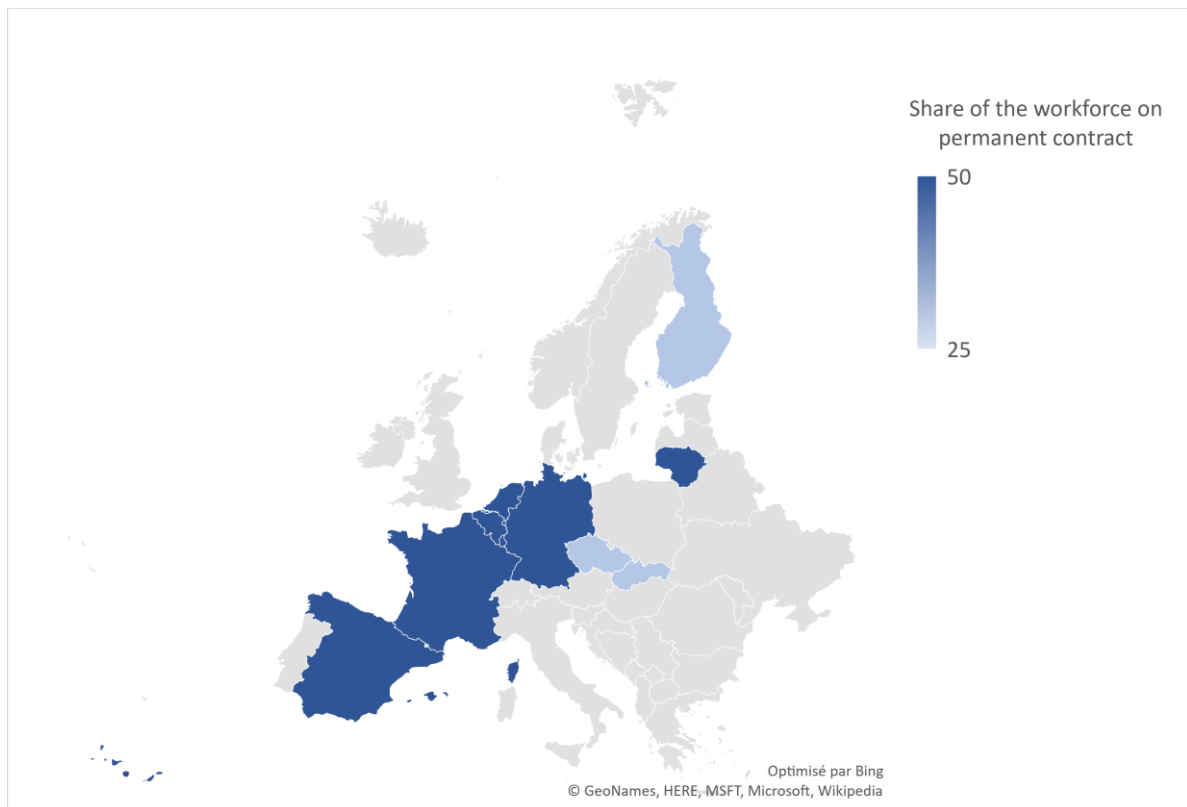 Share of the workforce on
permanent contract
50
25
Optimisé par Bing
© GeoNames, HERE, MSFT, Microsoft, Wikipedia